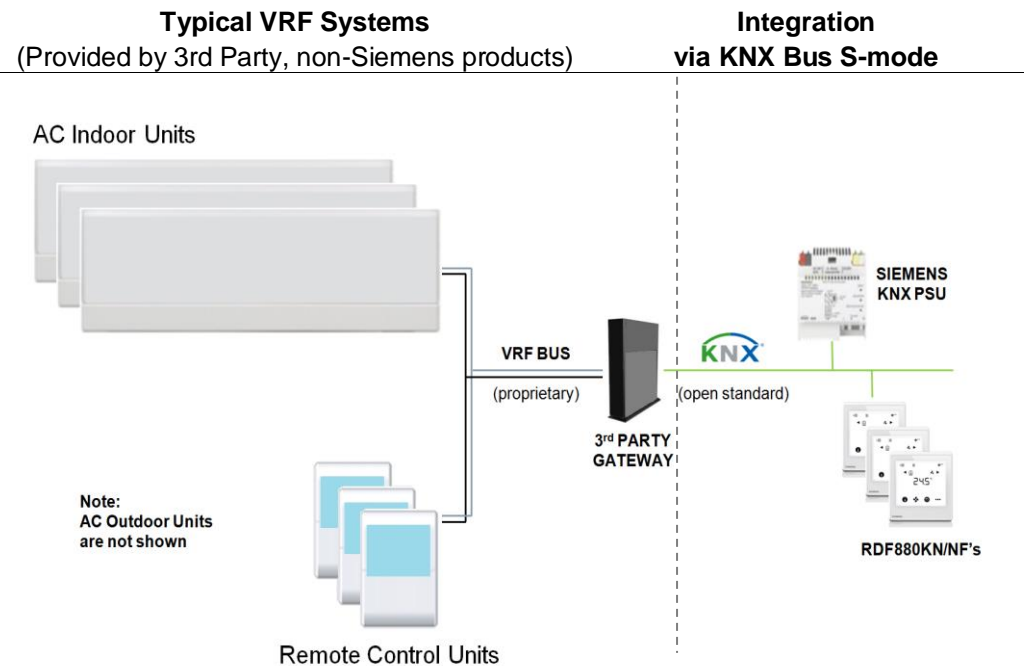 Typical VRF Systems
(Provided by 3rd Party, non-Siemens products)
Integration
via KNX Bus S-mode
AC Indoor Units
SIEMENS
KNX PSU
VRF BUS
(proprietary)
KNX
(open standard)
3rd PARTY
GATEWAY
Note:
AC Outdoor Units
are not shown
24.5°
RDF880KN/NF's
Remote Control Units